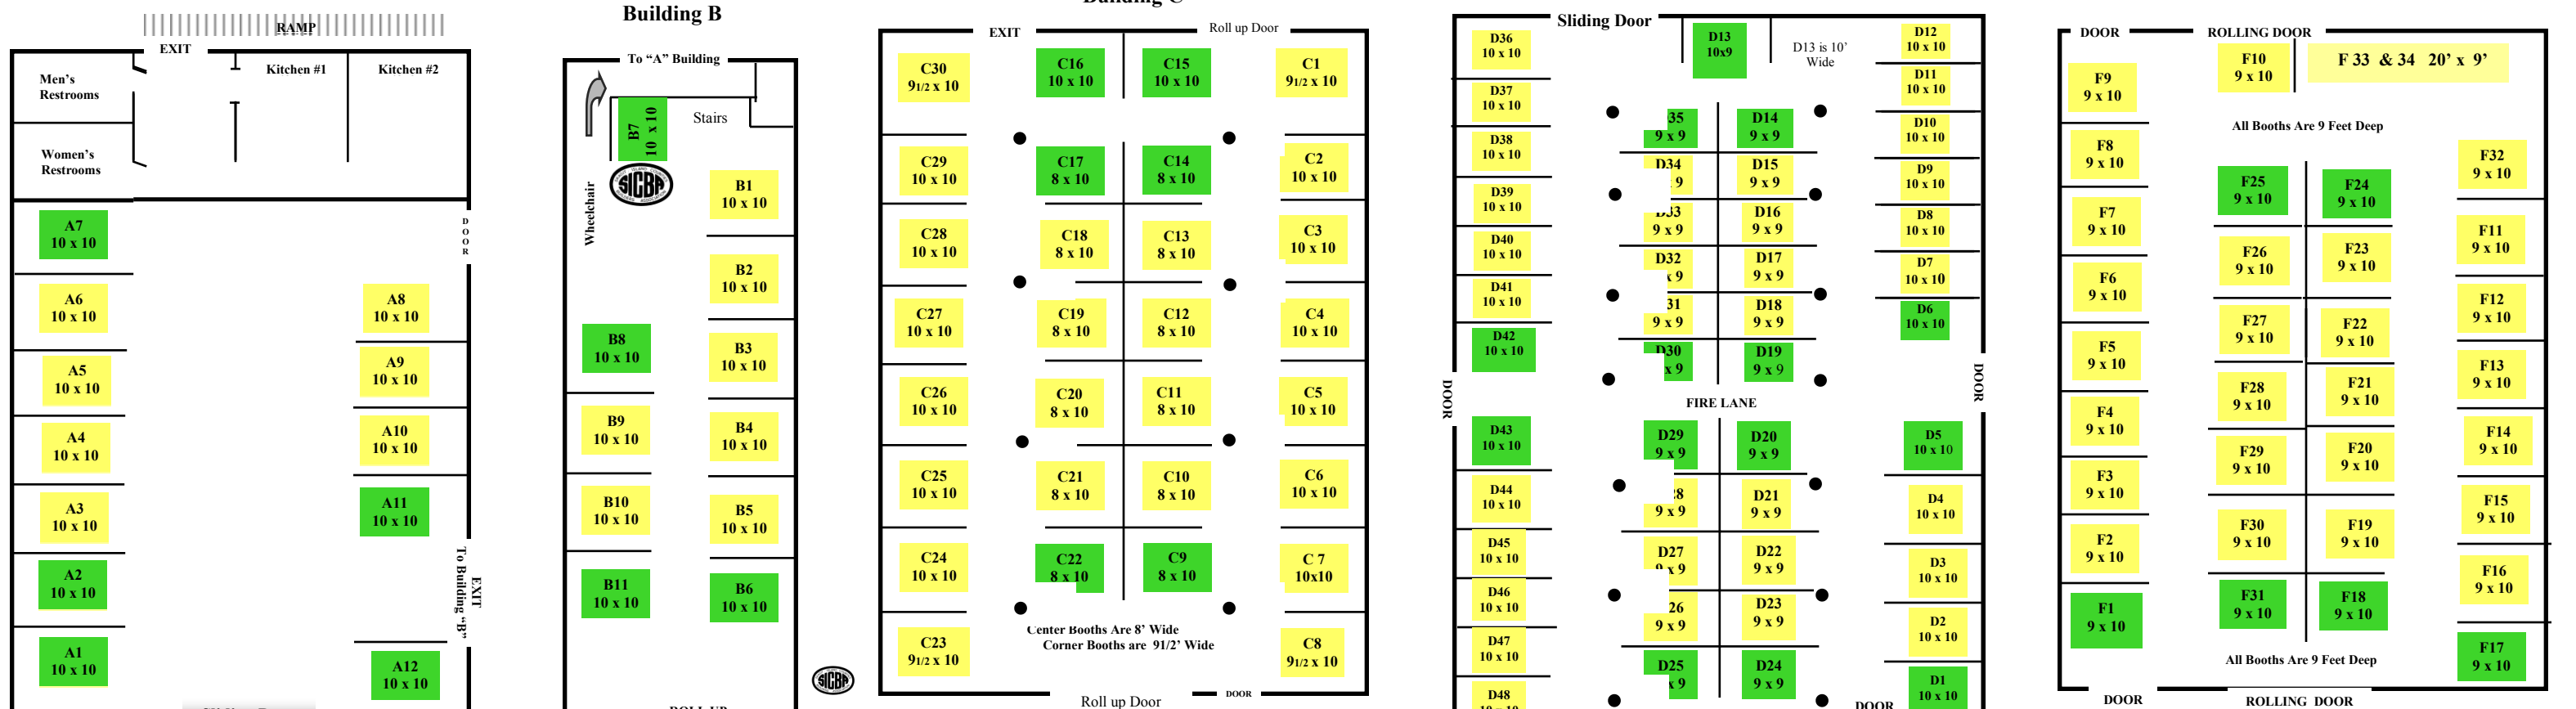 RAMP
EXIT
Men's
Restrooms
Kitchen #1
Kitchen #2
Women's
Restrooms
DOOR
A7
10 x 10
A6
10 x 10
A5
10 x 10
A4
10 x 10
A3
10 x 10
A2
10 x 10
A1
10 x 10
A8
10 x 10
A9
10 x 10
A10
10 x 10
A11
10 x 10
A12
10 x 10
EXIT
To Building "B"
Building B
To "A" Building
B7
10 x 10
Stairs
Wheelchair
SICBA
B1
10 x 10
B2
10 x 10
B3
10 x 10
B4
10 x 10
B5
10 x 10
B6
10 x 10
B8
10 x 10
B9
10 x 10
B10
10 x 10
B11
10 x 10
SICBA
Building C
EXIT
Roll up Door
C30
91/2 x 10
C29
10 x 10
C28
10 x 10
C27
10 x 10
C26
10 x 10
C25
10 x 10
C24
10 x 10
C23
91/2 x 10
C16
10 x 10
C17
8 x 10
C18
8 x 10
C19
8 x 10
C20
8 x 10
C21
8 x 10
C22
8 x 10
C15
10 x 10
C14
8 x 10
C13
8 x 10
C12
8 x 10
C11
8 x 10
C10
8 x 10
C9
8 x 10
C1
91/2 x 10
C2
10 x 10
C3
10 x 10
C4
10 x 10
C5
10 x 10
C6
10 x 10
C 7
10x10
C8
91/2 x 10
Center Booths Are 8' Wide
Corner Booths are 91/2' Wide
Roll up Door
DOOR
Sliding Door
D13
10x9
D13 is 10'
Wide
D36
10 x 10
D37
10 x 10
D38
10 x 10
D39
10 x 10
D40
10 x 10
D41
10 x 10
D42
10 x 10
DOOR
D43
10 x 10
D44
10 x 10
D45
10 x 10
D46
10 x 10
D47
10 x 10
D48
35
9 x 9
D34
9
D33
9 x 9
D32
x 9
31
9 x 9
D30
x 9
D14
9 x 9
D15
9 x 9
D16
9 x 9
D17
9 x 9
D18
9 x 9
D19
9 x 9
FIRE LANE
D29
9 x 9
28
9 x 9
D27
9 x 9
26
9 x 9
D25
x 9
D20
9 x 9
D21
9 x 9
D22
9 x 9
D23
9 x 9
D24
9 x 9
D12
10 x 10
D11
10 x 10
D10
10 x 10
D9
10 x 10
D8
10 x 10
D7
10 x 10
D6
10 x 10
DOOR
D5
10 x 10
D4
10 x 10
D3
10 x 10
D2
10 x 10
D1
10 x 10
DOOR
DOOR
ROLLING DOOR
F10
9 x 10
F 33 & 34 20' x 9'
All Booths Are 9 Feet Deep
F9
9 x 10
F8
9 x 10
F7
9 x 10
F6
9 x 10
F5
9 x 10
F4
9 x 10
F3
9 x 10
F2
9 x 10
F1
9 x 10
F25
9 x 10
F26
9 x 10
F27
9 x 10
F28
9 x 10
F29
9 x 10
F30
9 x 10
F31
9 x 10
F24
9 x 10
F23
9 x 10
F22
9 x 10
F21
9 x 10
F20
9 x 10
F19
9 x 10
F18
9 x 10
F32
9 x 10
F11
9 x 10
F12
9 x 10
F13
9 x 10
F14
9 x 10
F15
9 x 10
F16
9 x 10
F17
9 x 10
All Booths Are 9 Feet Deep
DOOR
ROLLING DOOR